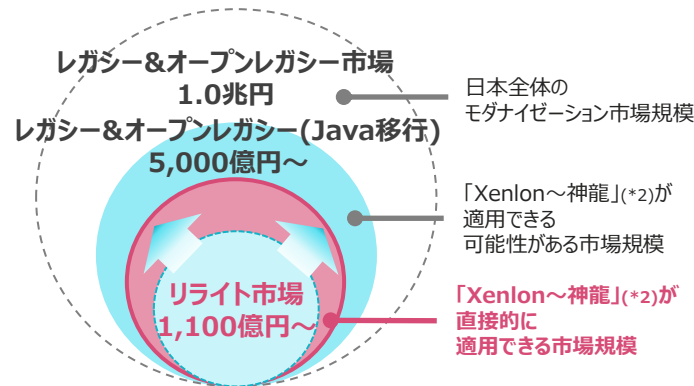 レガシー&オープンレガシー市場
1.0兆円
日本全体の
モダナイゼーション市場規模
レガシー&オープンレガシー(Java移行)
5,000億円～
「Xenlon～神龍」(*2)が
適用できる
可能性がある市場規模
リライト市場
1,100億円～
「Xenlon～神龍」(*2)が
直接的に
適用できる市場規模